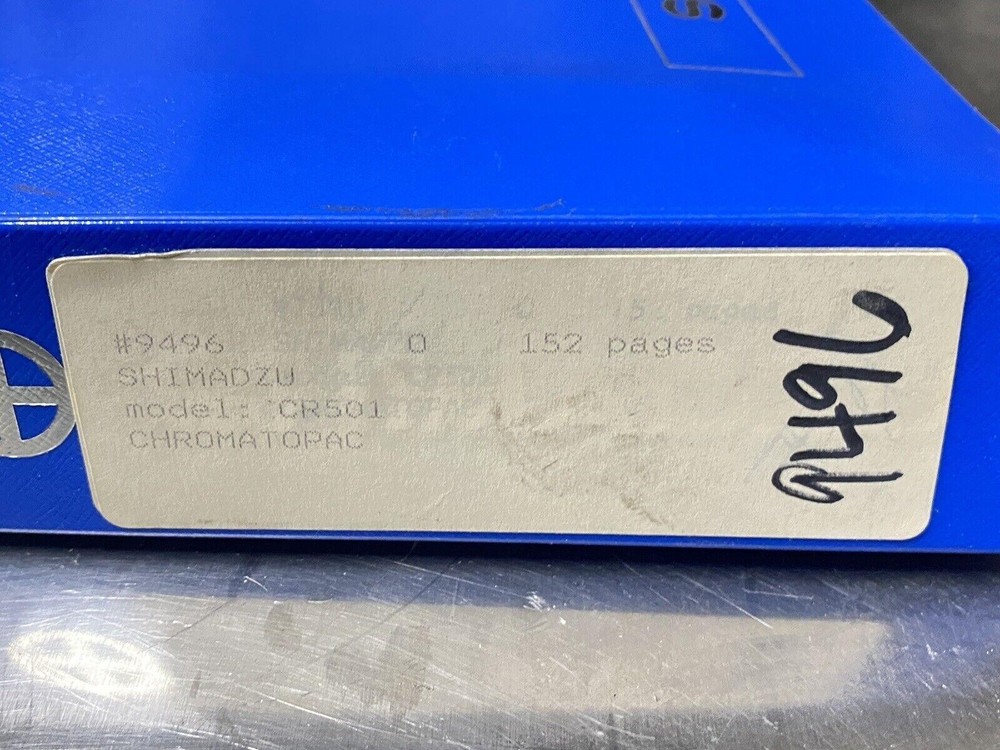 #9496 0 152 pages
SHIMADZU
model: CR501
CHROMATOPAC
9496
S